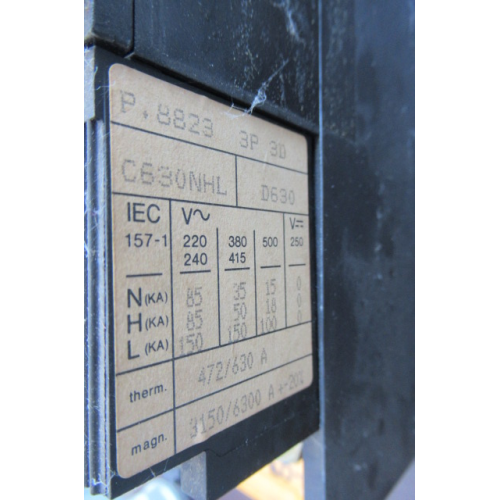 P.8823 3P 3D
C630NHL D630
IEC V~ V⎓
157-1 220 380 500 250
240 415
N(KA) 85 35 15 0
H(KA) 85 50 18 0
L(KA) 150 150 100 0
therm. 472/630 A
magn. 3150/6300 A +-20%